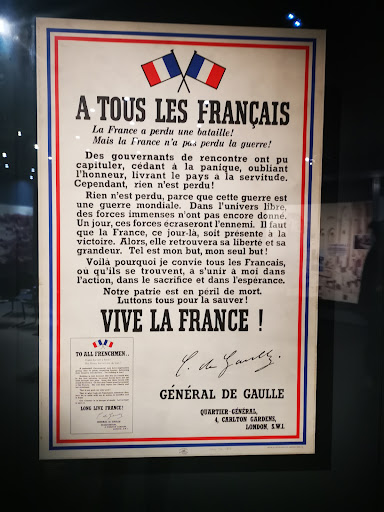 A TOUS LES FRANÇAIS
La France a perdu une bataille!
Mais la France n'a pas perdu la guerre!
Des gouvernants de rencontre ont pu
capituler, cédant à la panique, oubliant
l'honneur, livrant le pays à la servitude.
Cependant, rien n'est perdu!
Rien n'est perdu, parce que cette guerre est
une guerre mondiale. Dans l'univers libre,
des forces immenses n'ont pas encore donné.
Un jour, ces forces écraseront l'ennemi. Il faut
que la France, ce jour-là, soit présente à la
victoire. Alors, elle retrouvera sa liberté et sa
grandeur. Tel est mon but, mon seul but!
Voilà pourquoi je convie tous les Français,
où qu'ils se trouvent, à s'unir à moi dans
l'action, dans le sacrifice et dans l'espérance.
Notre patrie est en péril de mort.
Luttons tous pour la sauver!
VIVE LA FRANCE !
C. de Gaulle.
GÉNÉRAL DE GAULLE
QUARTIER-GÉNÉRAL,
4, CARLTON GARDENS,
LONDON, S.W.1.
TO ALL FRENCHMEN..
LONG LIVE FRANCE!